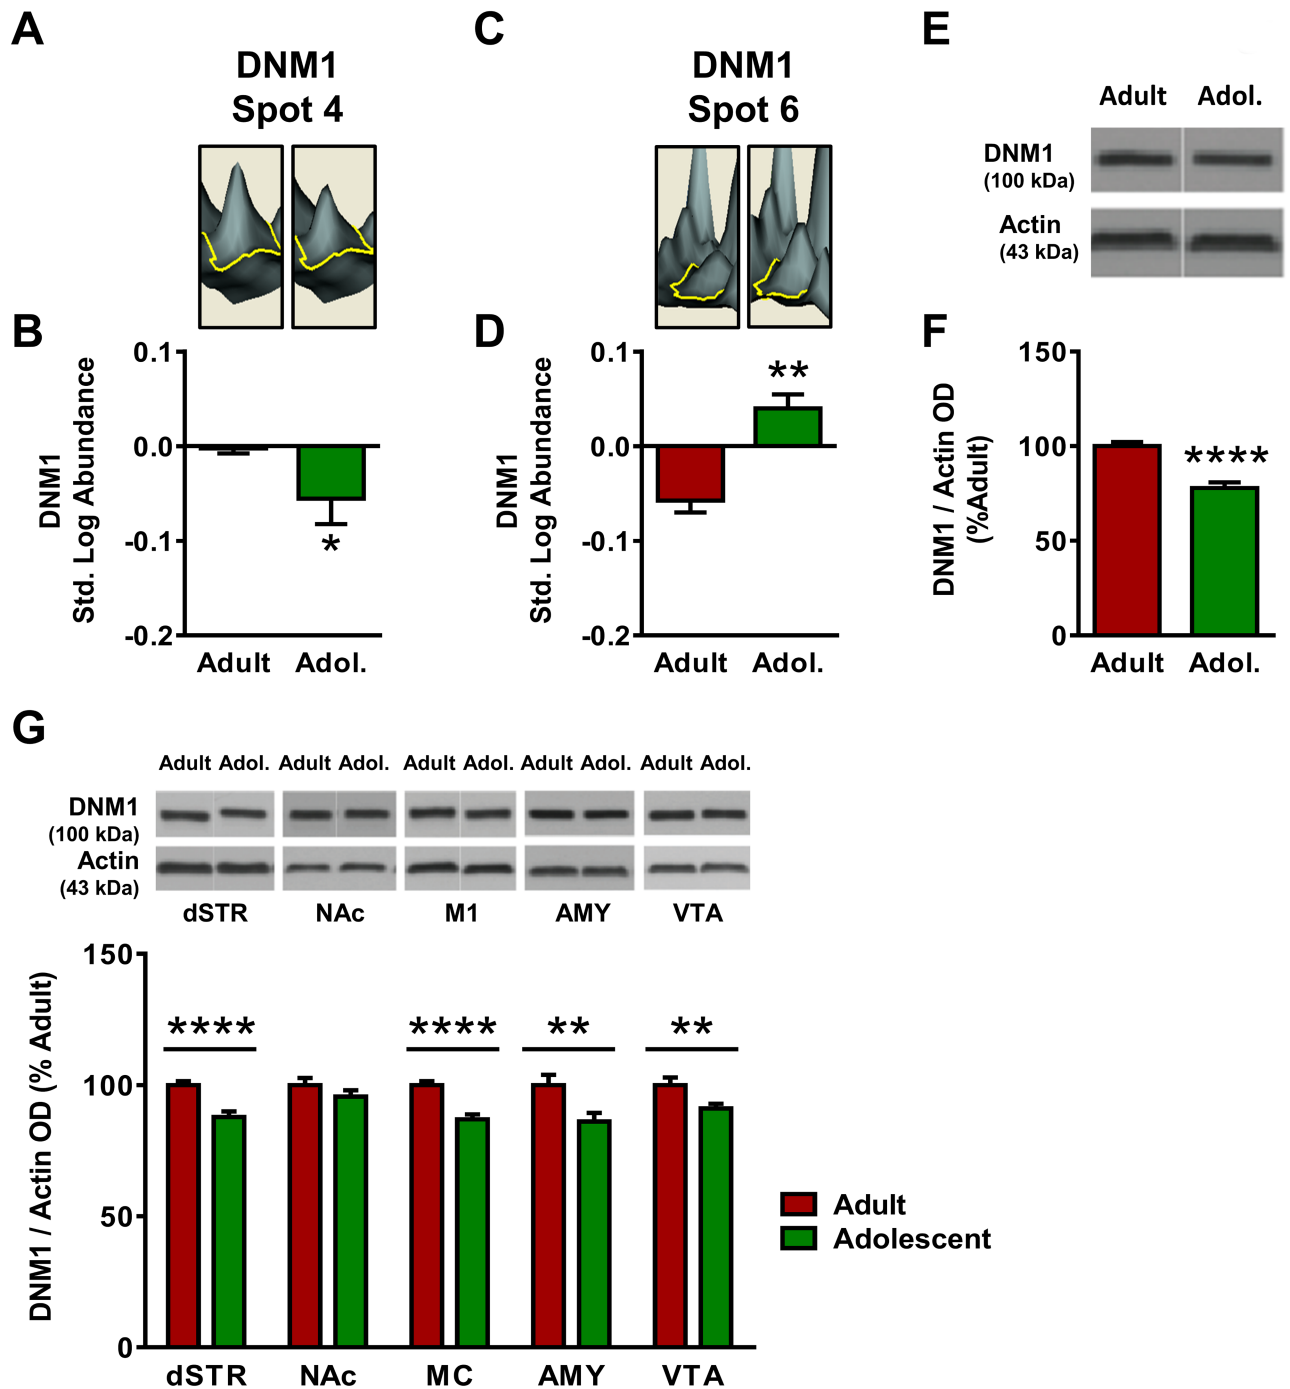 A
DNM1
Spot 4
B
DNM1
Std. Log Abundance
0.1
0.0
-0.1
-0.2
*
Adult Adol.
C
DNM1
Spot 6
D
DNM1
Std. Log Abundance
0.1
0.0
-0.1
-0.2
**
Adult Adol.
E
Adult Adol.
DNM1
(100 kDa)
Actin
(43 kDa)
F
DNM1 / Actin OD
(%Adult)
150
100
50
0
****
Adult Adol.
G
Adult Adol. Adult Adol. Adult Adol. Adult Adol. Adult Adol.
DNM1
(100 kDa)
Actin
(43 kDa)
dSTR NAc M1 AMY VTA
DNM1 / Actin OD (% Adult)
150
100
50
0
**** **** ** **
dSTR NAc MC AMY VTA
Adult
Adolescent